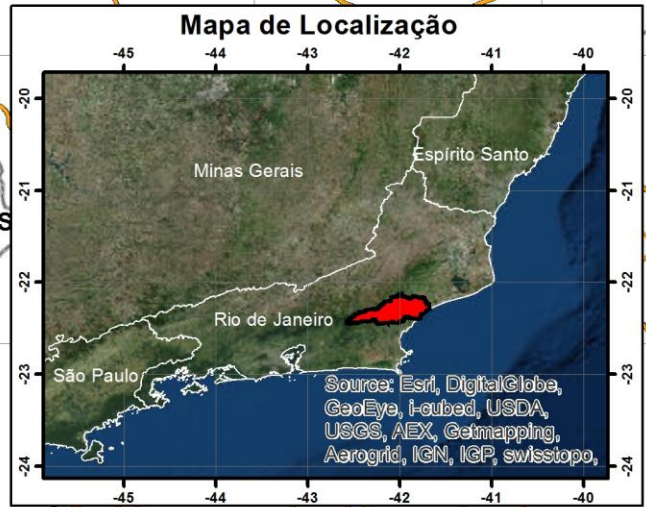 Mapa de Localização
-45 -44 -43 -42 -41 -40
-20 -20
Espírito Santo
Minas Gerais
-21 -21
S
-22 -22
Rio de Janeiro
São Paulo
-23 -23
Source: Esri, DigitalGlobe,
GeoEye, i-cubed, USDA,
USGS, AEX, Getmapping,
Aerogrid, IGN, IGP, swisstopo,
-24 -24
-45 -44 -43 -42 -41 -40